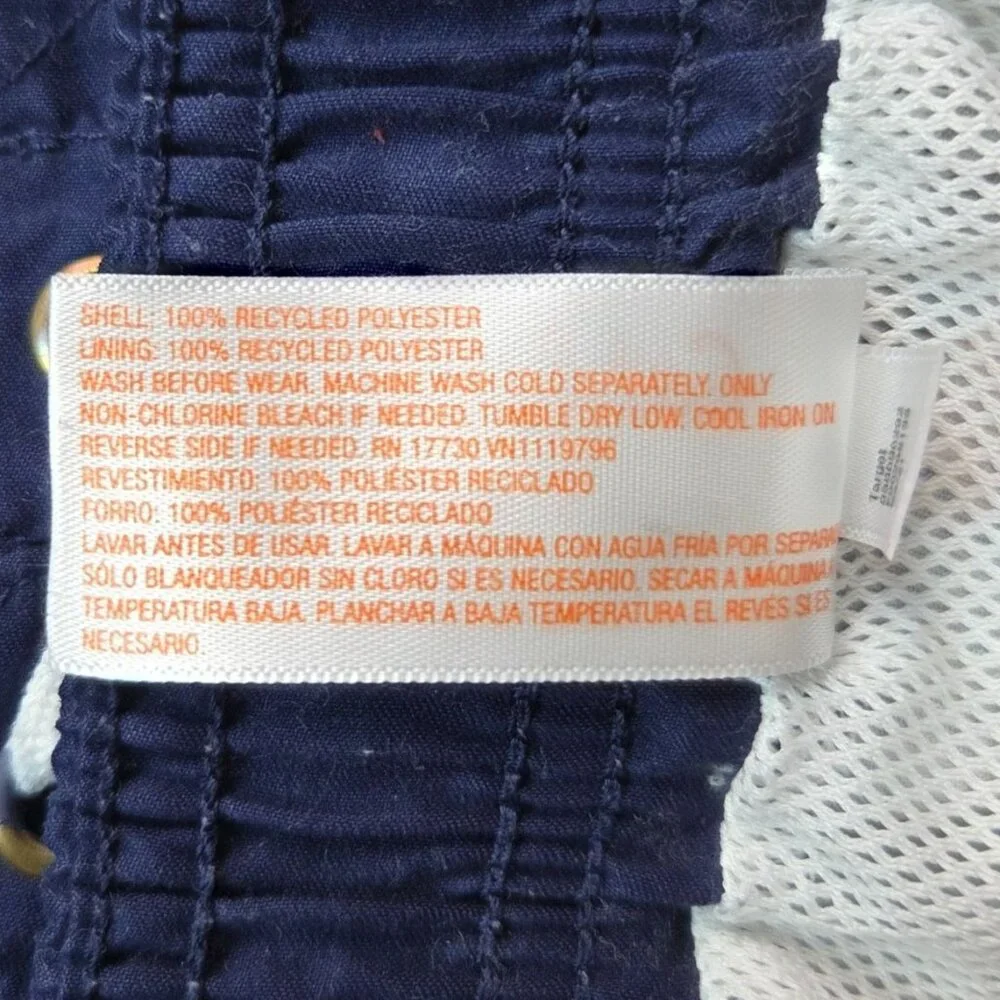 SHELL: 100% RECYCLED POLYESTER
LINING: 100% RECYCLED POLYESTER
WASH BEFORE WEAR. MACHINE WASH COLD SEPARATELY. ONLY
NON-CHLORINE BLEACH IF NEEDED. TUMBLE DRY LOW. COOL IRON ON
REVERSE SIDE IF NEEDED. RN 17730 VN1119796
REVESTIMIENTO: 100% POLIÉSTER RECICLADO
FORRO: 100% POLIÉSTER RECICLADO
LAVAR ANTES DE USAR. LAVAR A MÁQUINA CON AGUA FRÍA POR
SÓLO BLANQUEADOR SIN CLORO SI ES NECESARIO. SECAR A MÁQUINA A
TEMPERATURA BAJA. PLANCHAR A BAJA TEMPERATURA EL REVÉS SI ES
NECESARIO.
Target